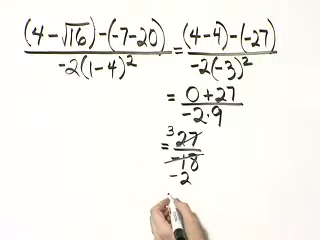 (4 - √16) - (-7 - 20) / -2(1 - 4)² = (4 - 4) - (-27) / -2(-3)²
= 0 + 27 / -2 · 9
3
= 27 / -18
-2